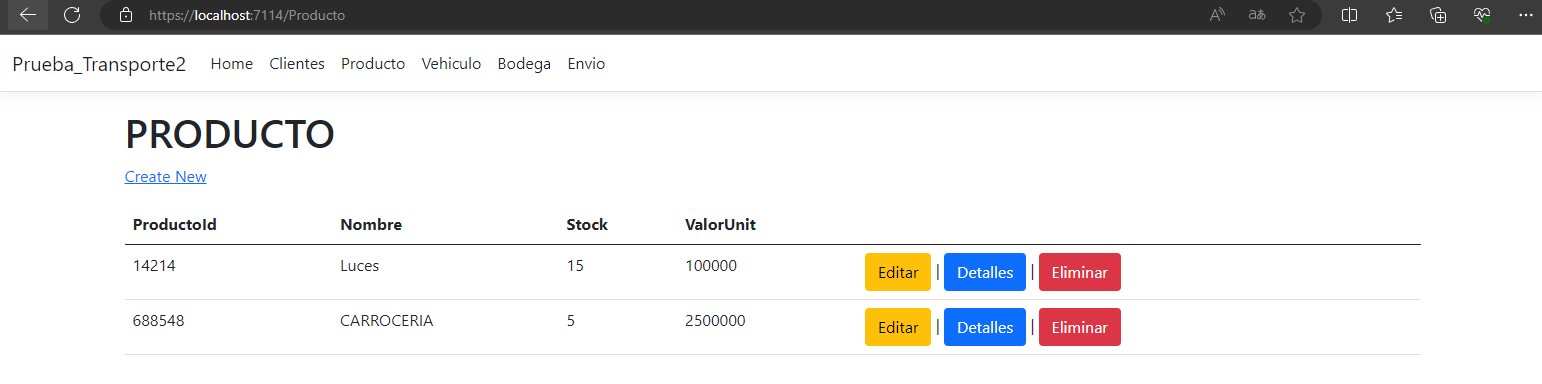 https://localhost:7114/Producto
Prueba_Transporte2 Home Clientes Producto Vehiculo Bodega Envio
PRODUCTO
Create New
ProductoId Nombre Stock ValorUnit
14214 Luces 15 100000 Editar | Detalles | Eliminar
688548 CARROCERIA 5 2500000 Editar | Detalles | Eliminar